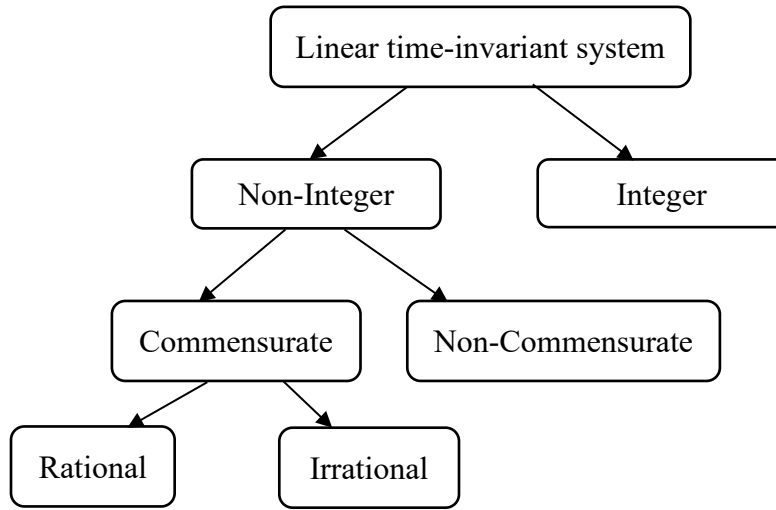 Linear time-invariant system
Non-Integer
Integer
Commensurate
Non-Commensurate
Rational
Irrational